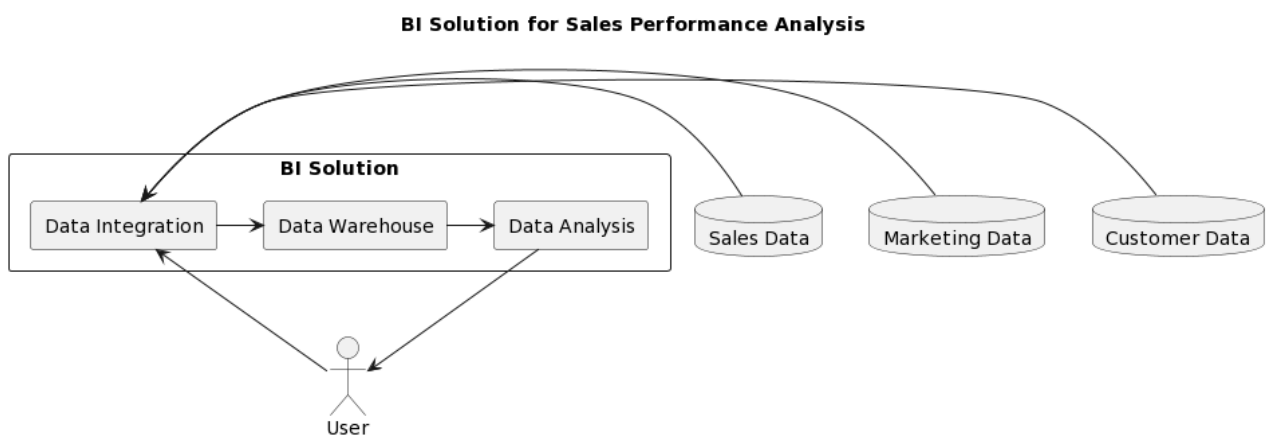 BI Solution for Sales Performance Analysis
BI Solution
Data Integration
Data Warehouse
Data Analysis
Sales Data
Marketing Data
Customer Data
User